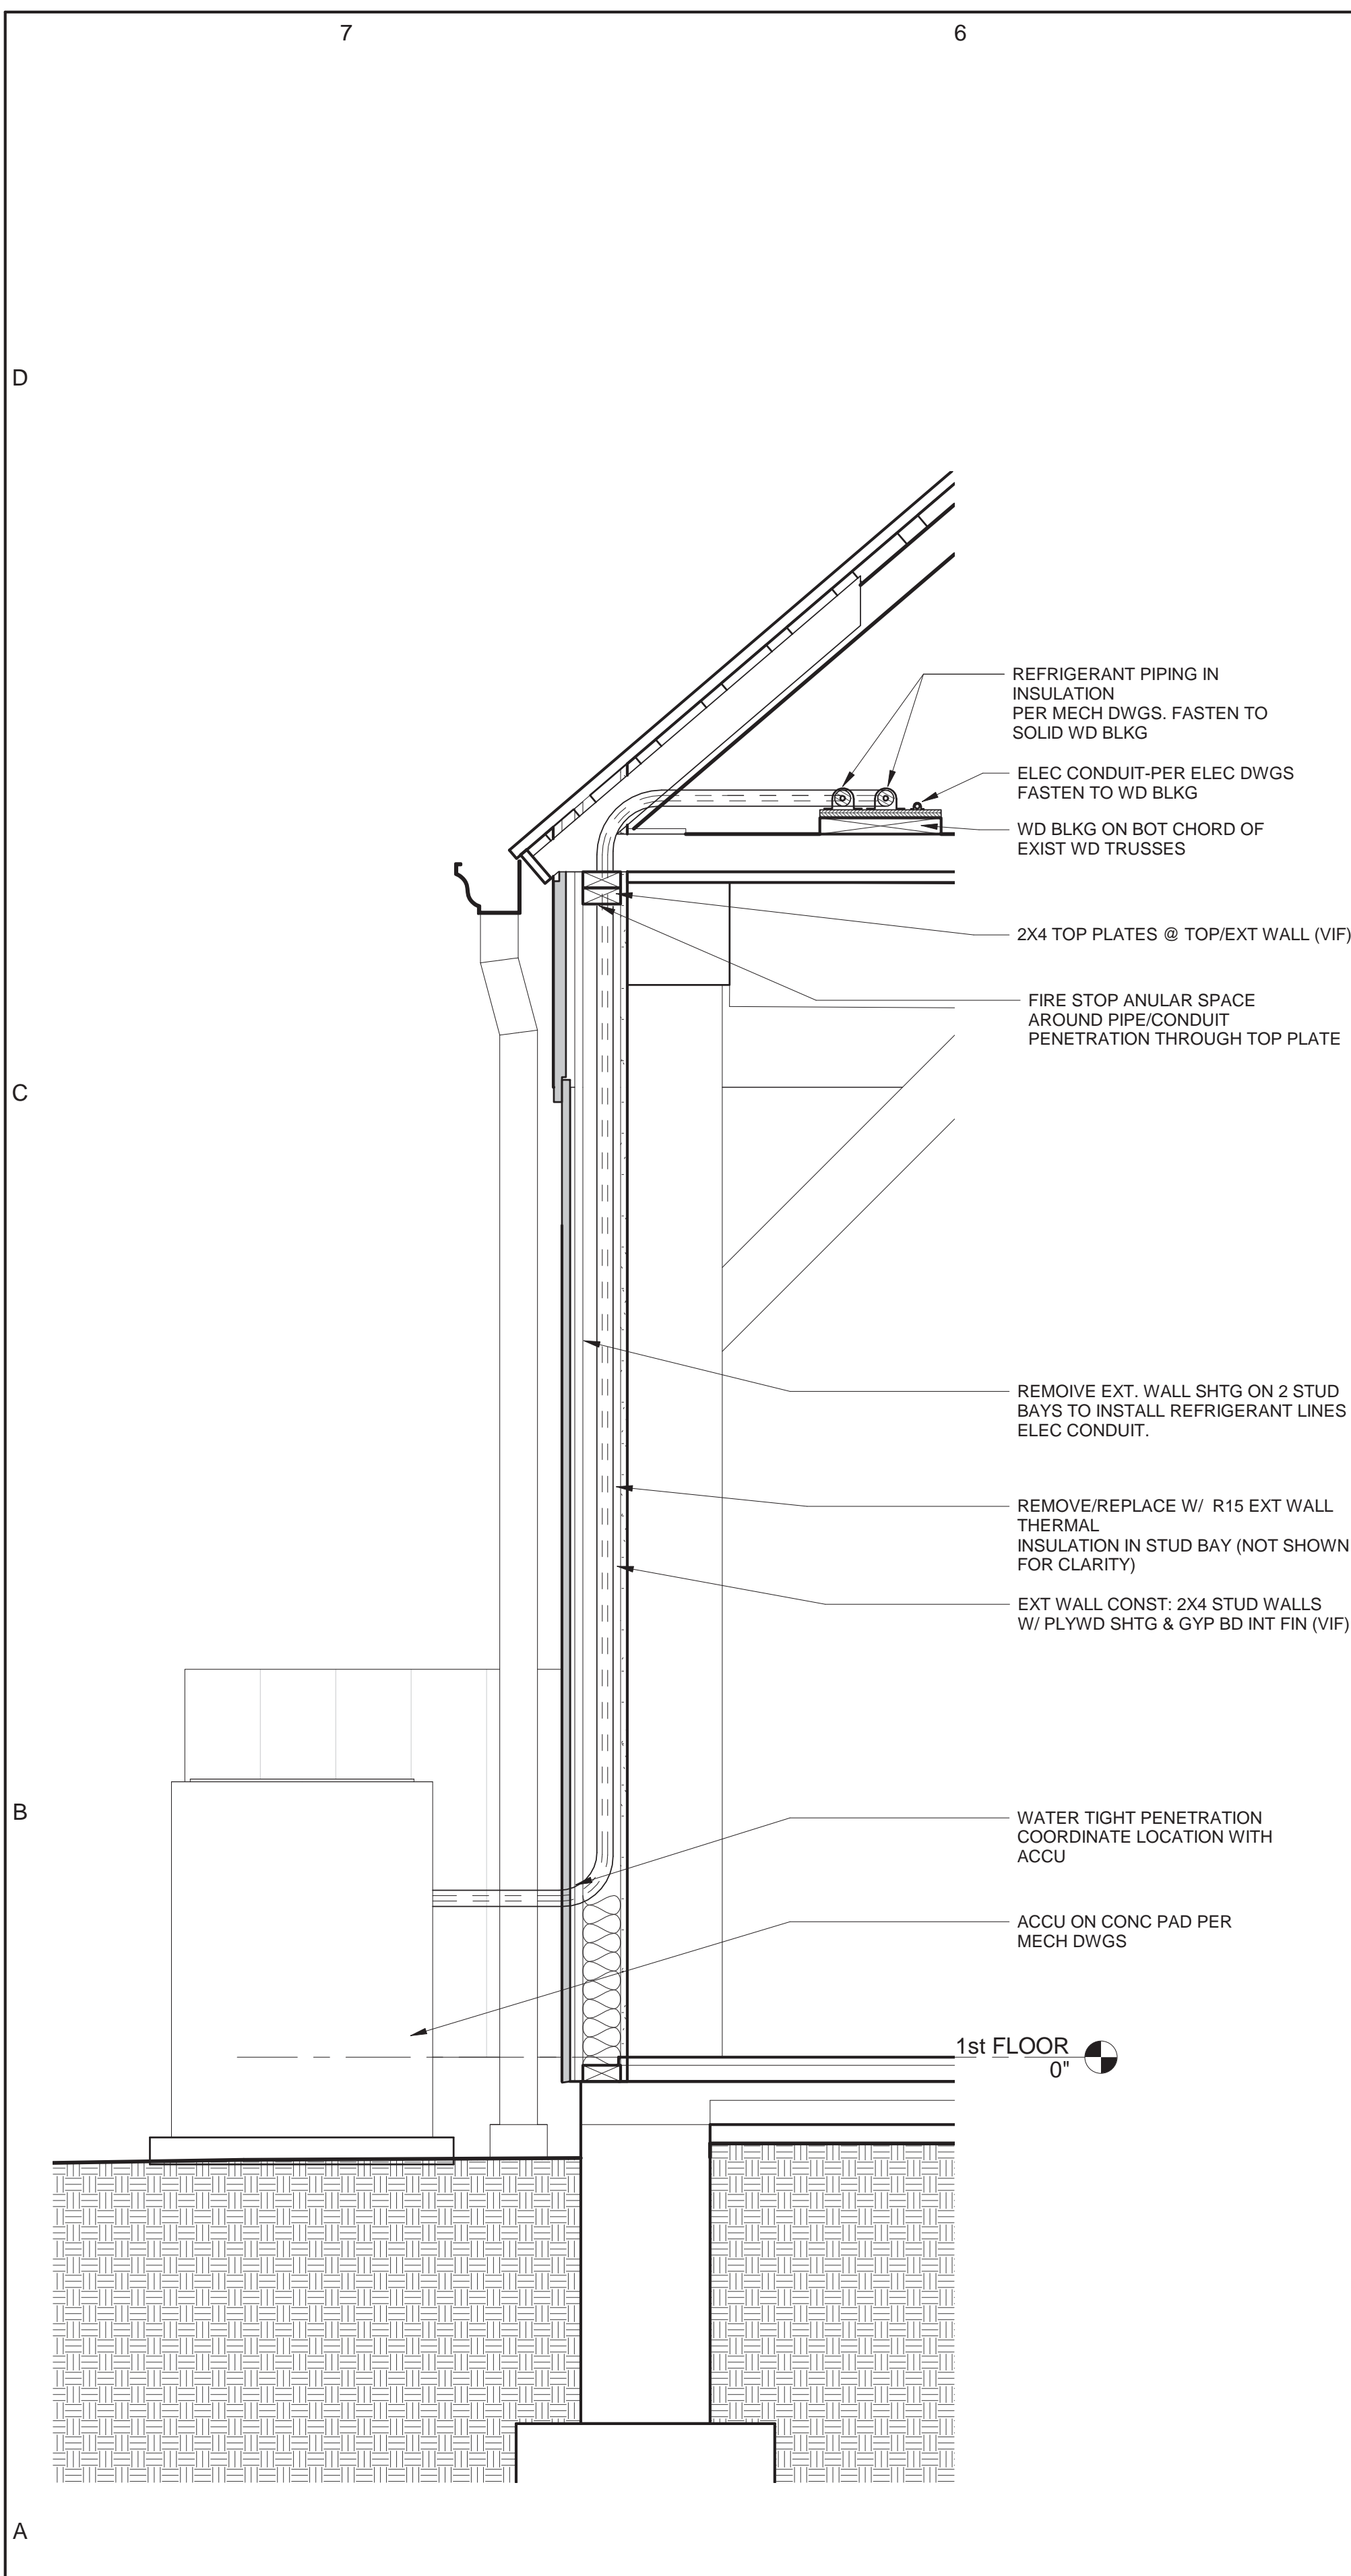 7
6
D
REFRIGERANT PIPING IN
INSULATION
PER MECH DWGS. FASTEN TO
SOLID WD BLKG
ELEC CONDUIT-PER ELEC DWGS
FASTEN TO WD BLKG
WD BLKG ON BOT CHORD OF
EXIST WD TRUSSES
2X4 TOP PLATES @ TOP/EXT WALL (VIF)
FIRE STOP ANULAR SPACE
AROUND PIPE/CONDUIT
PENETRATION THROUGH TOP PLATE
C
REMOIVE EXT. WALL SHTG ON 2 STUD
BAYS TO INSTALL REFRIGERANT LINES
ELEC CONDUIT.
REMOVE/REPLACE W/ R15 EXT WALL
THERMAL
INSULATION IN STUD BAY (NOT SHOWN
FOR CLARITY)
EXT WALL CONST: 2X4 STUD WALLS
W/ PLYWD SHTG & GYP BD INT FIN (VIF)
B
WATER TIGHT PENETRATION
COORDINATE LOCATION WITH
ACCU
ACCU ON CONC PAD PER
MECH DWGS
1st FLOOR
0"
A